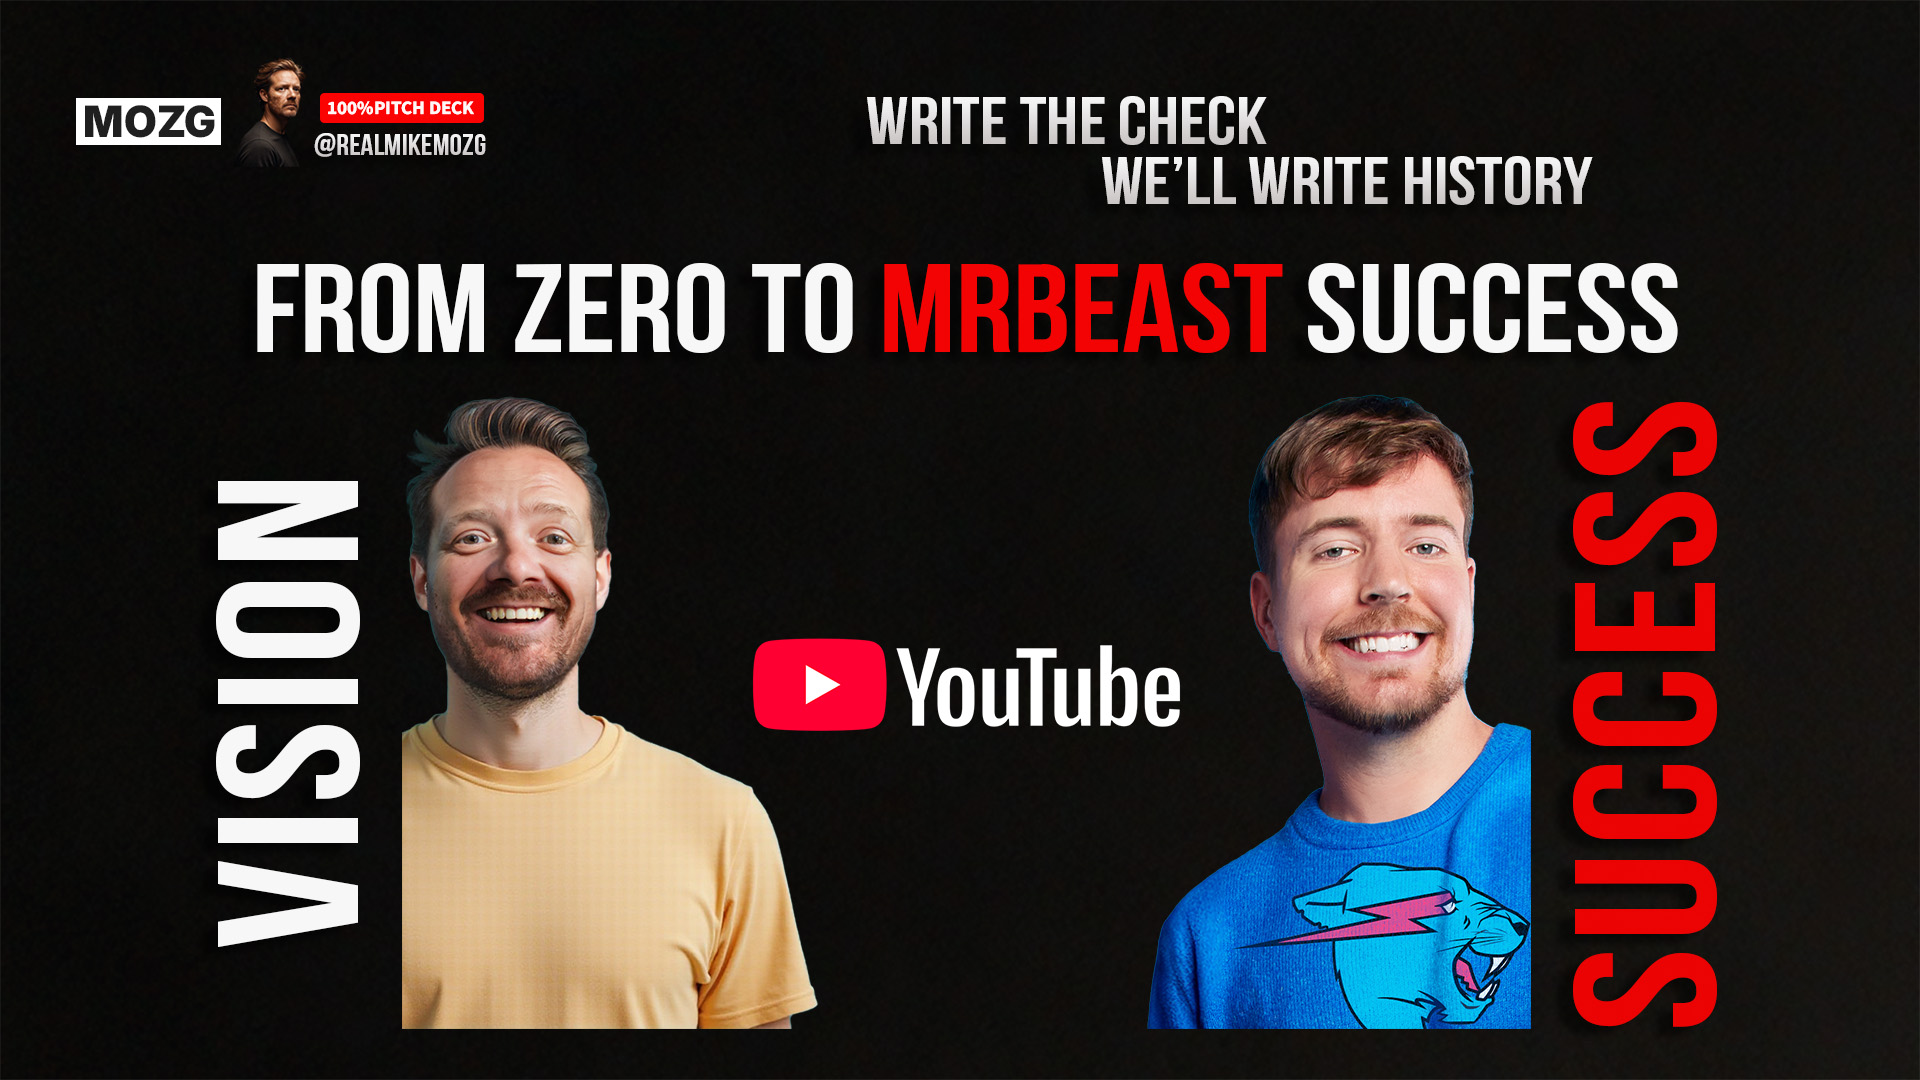 MOZG
100%PITCH DECK
@REALMIKEMOZG
WRITE THE CHECK
WE’LL WRITE HISTORY
FROM ZERO TO MRBEAST SUCCESS
VISION
YouTube
SUCCESS